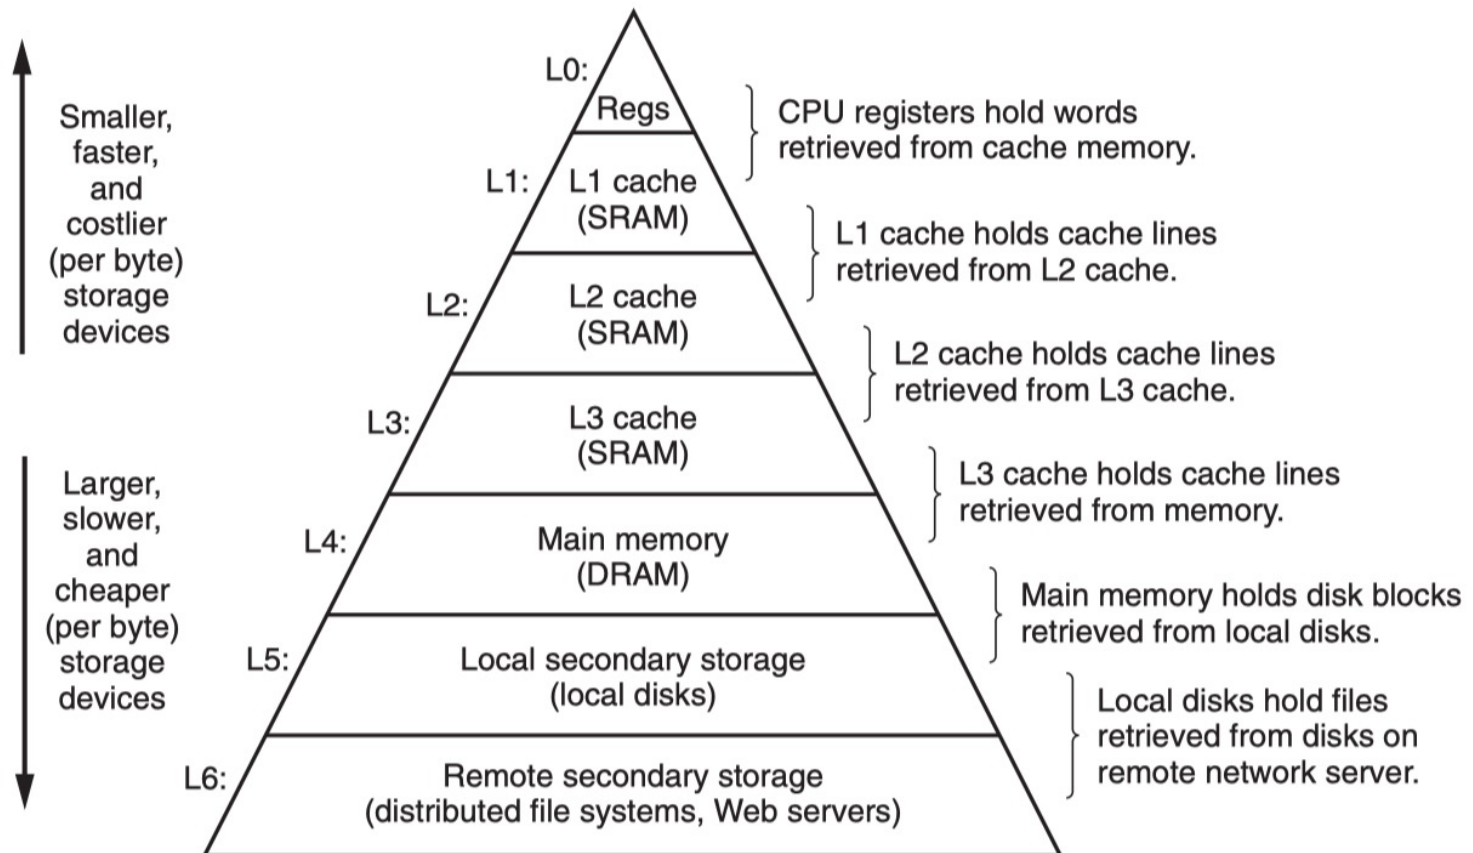 Smaller,
faster,
and
costlier
(per byte)
storage
devices
Larger,
slower,
and
cheaper
(per byte)
storage
devices
L0:
Regs
L1:
L1 cache
(SRAM)
L2:
L2 cache
(SRAM)
L3:
L3 cache
(SRAM)
L4:
Main memory
(DRAM)
L5:
Local secondary storage
(local disks)
L6:
Remote secondary storage
(distributed file systems, Web servers)
CPU registers hold words
retrieved from cache memory.
L1 cache holds cache lines
retrieved from L2 cache.
L2 cache holds cache lines
retrieved from L3 cache.
L3 cache holds cache lines
retrieved from memory.
Main memory holds disk blocks
retrieved from local disks.
Local disks hold files
retrieved from disks on
remote network server.